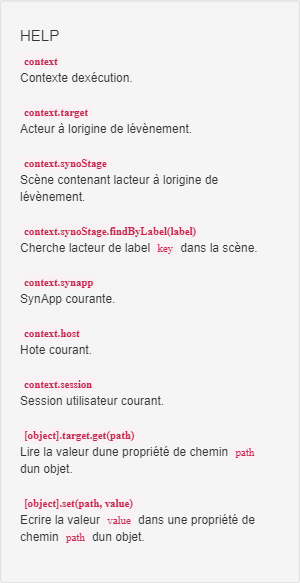 HELP
context
Contexte dexécution.
context.target
Acteur à lorigine de lévènement.
context.synoStage
Scène contenant lacteur à lorigine de
lévènement.
context.synoStage.findByLabel(label)
Cherche lacteur de label key dans la scène.
context.synapp
SynApp courante.
context.host
Hote courant.
context.session
Session utilisateur courant.
[object].target.get(path)
Lire la valeur dune propriété de chemin path
dun objet.
[object].set(path, value)
Ecrire la valeur value dans une propriété de
chemin path dun objet.